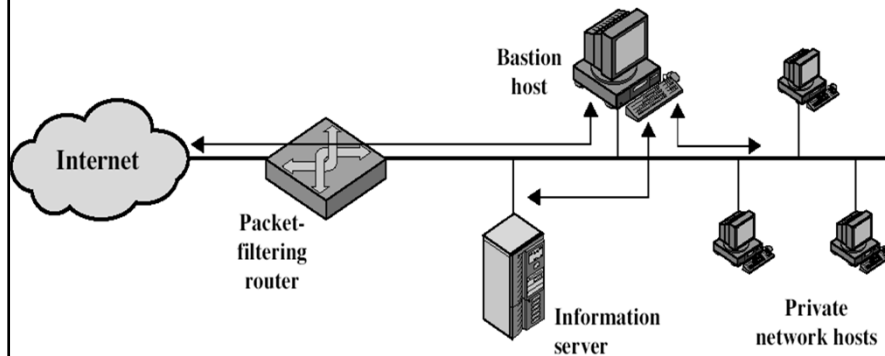 Bastion
host
Internet
Packet-
filtering
router
Information
server
Private
network hosts